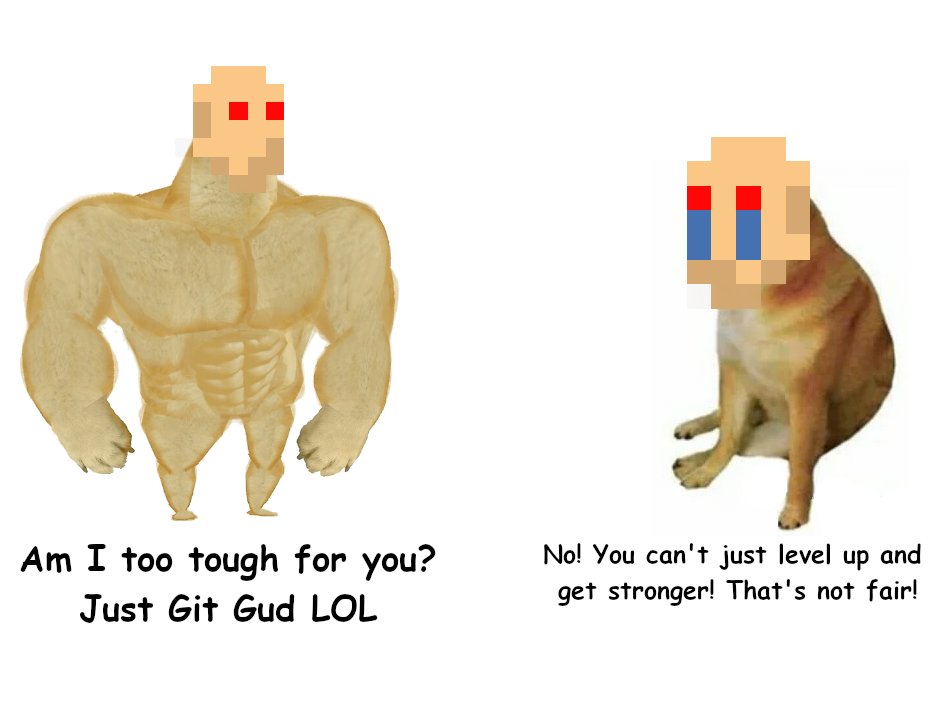 Am I too tough for you?
Just Git Gud LOL
No! You can't just level up and
get stronger! That's not fair!